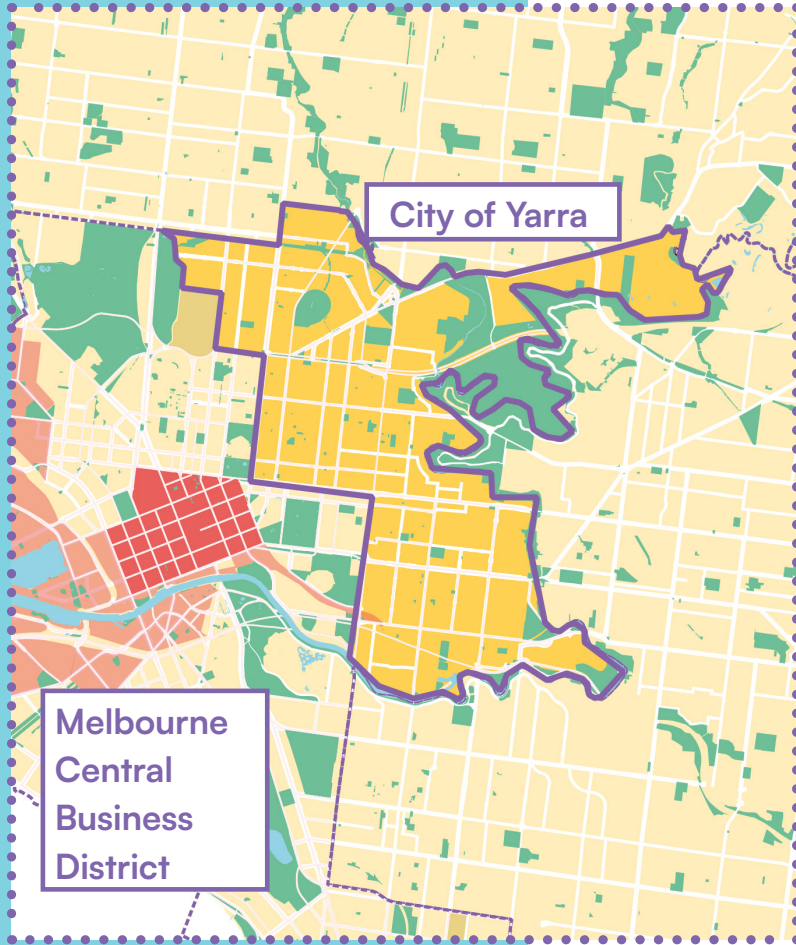 City of Yarra
Melbourne
Central
Business
District